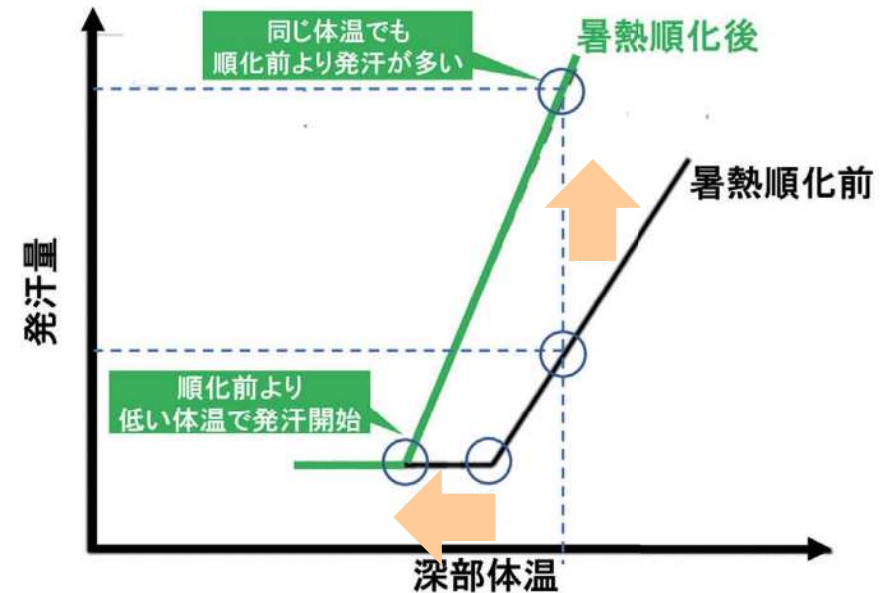 同じ体温でも
順化前より発汗が多い
暑熱順化後
暑熱順化前
発汗量
順化前より
低い体温で発汗開始
深部体温